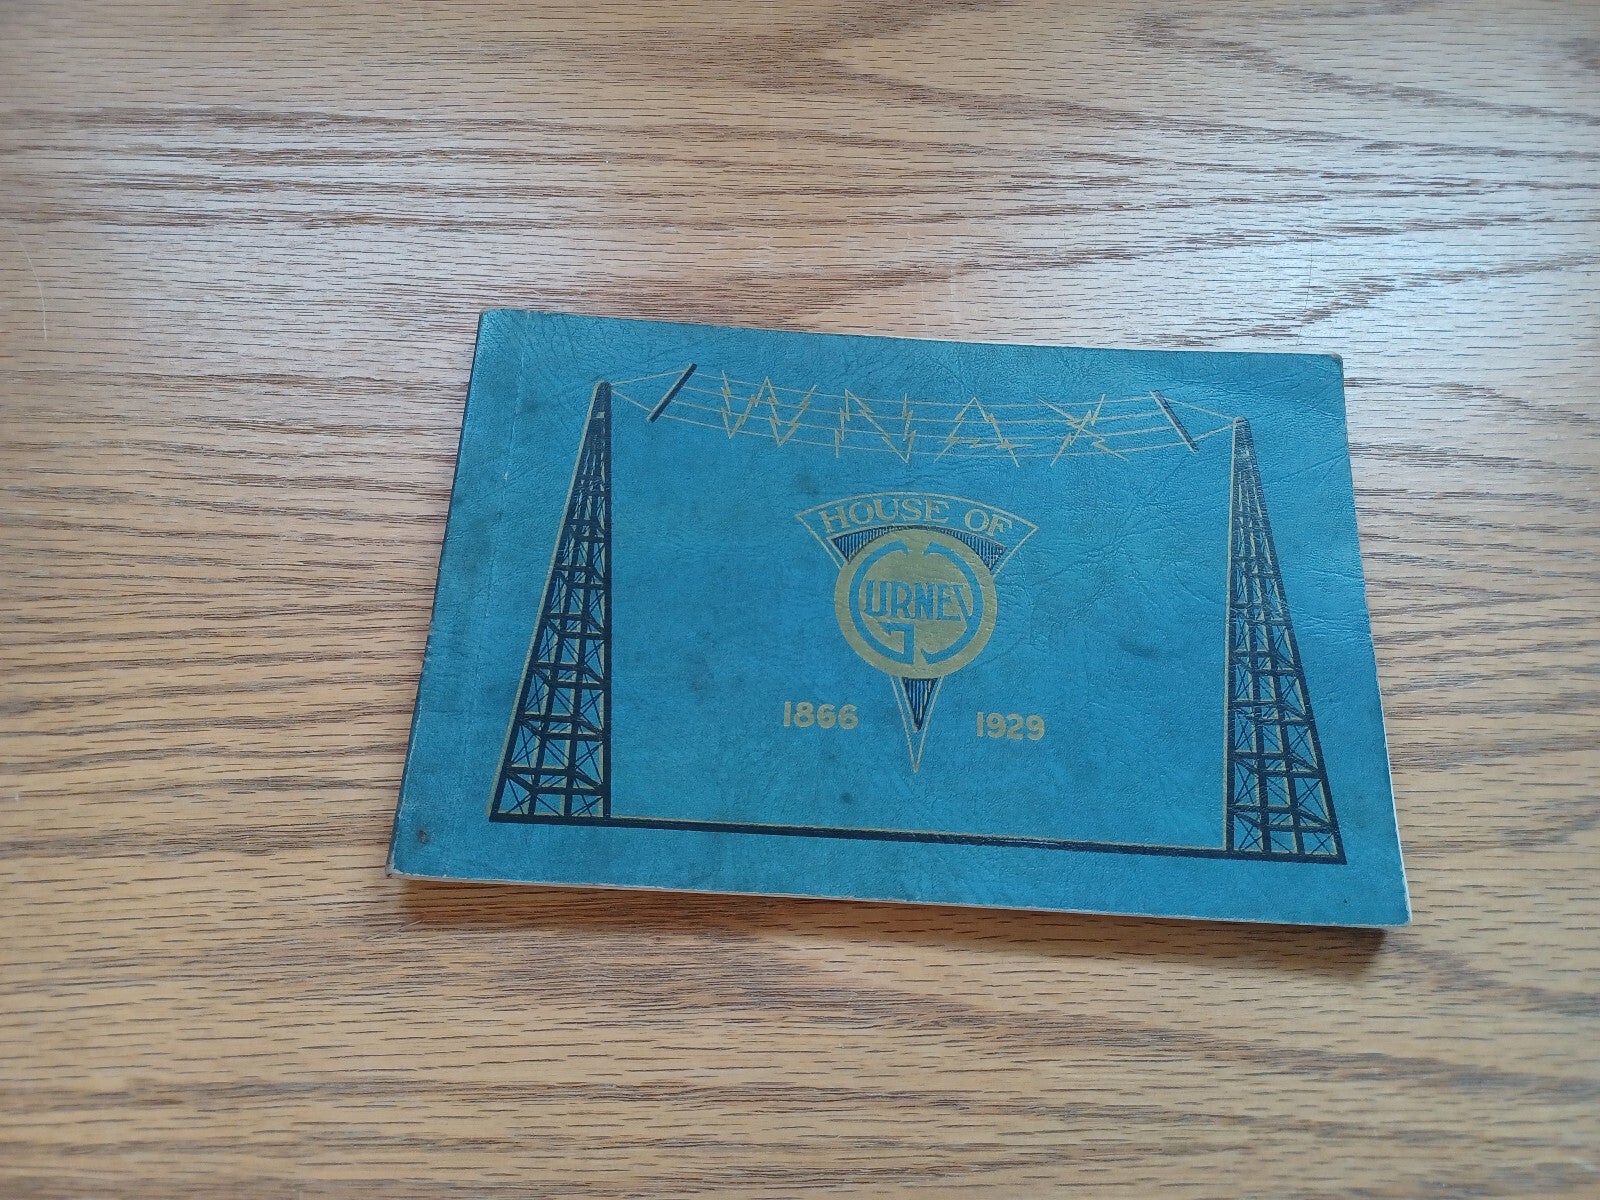 WNAX
HOUSE OF
GURNEY
1866 1929